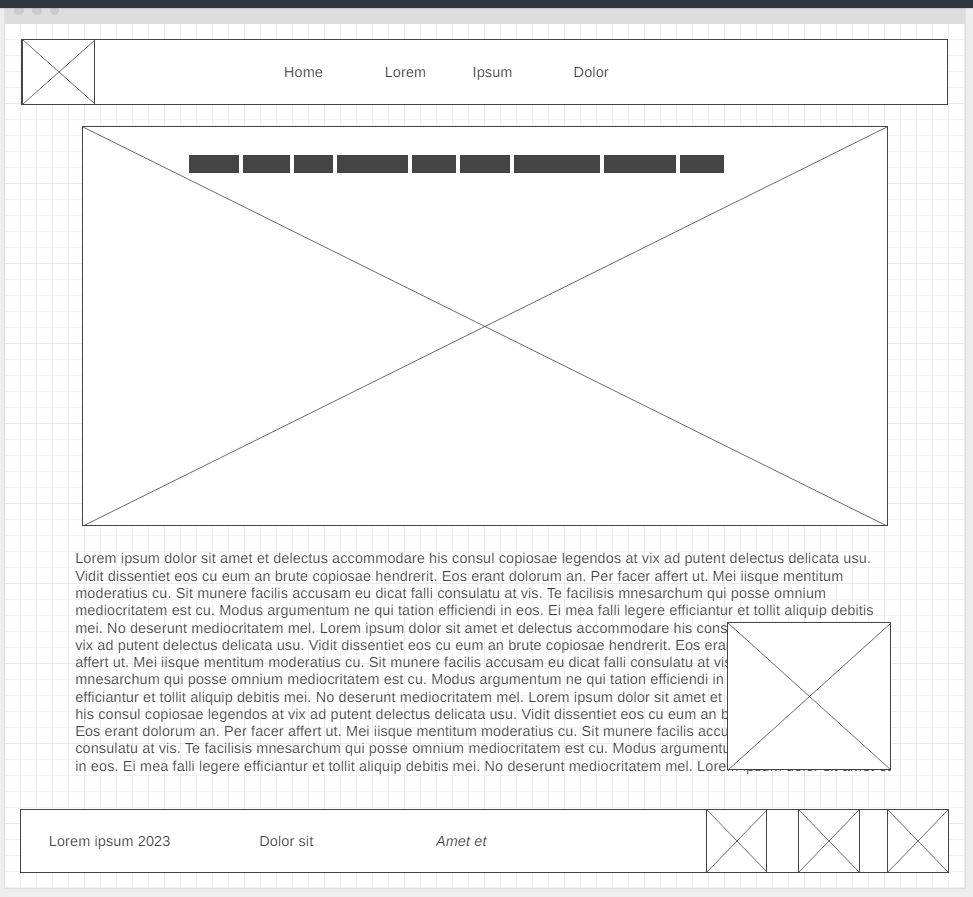 Home Lorem Ipsum Dolor
Lorem ipsum dolor sit amet et delectus accommodare his consul copiosae legendos at vix ad putent delectus delicata usu.
Vidit dissentiet eos cu eum an brute copiosae hendrerit. Eos erant dolorum an. Per facer affert ut. Mei iisque mentitum
moderatius cu. Sit munere facilis accusam eu dicat falli consulatu at vis. Te facilisis mnesarchum qui posse omnium
mediocritatem est cu. Modus argumentum ne qui tation efficiendi in eos. Ei mea falli legere efficiantur et tollit aliquip debitis
mei. No deserunt mediocritatem mel. Lorem ipsum dolor sit amet et delectus accommodare his cons
vix ad putent delectus delicata usu. Vidit dissentiet eos cu eum an brute copiosae hendrerit. Eos era
affert ut. Mei iisque mentitum moderatius cu. Sit munere facilis accusam eu dicat falli consulatu at vis
mnesarchum qui posse omnium mediocritatem est cu. Modus argumentum ne qui tation efficiendi in
efficiantur et tollit aliquip debitis mei. No deserunt mediocritatem mel. Lorem ipsum dolor sit amet et
his consul copiosae legendos at vix ad putent delectus delicata usu. Vidit dissentiet eos cu eum an b
Eos erant dolorum an. Per facer affert ut. Mei iisque mentitum moderatius cu. Sit munere facilis accu
consulatu at vis. Te facilisis mnesarchum qui posse omnium mediocritatem est cu. Modus argumentu
in eos. Ei mea falli legere efficiantur et tollit aliquip debitis mei. No deserunt mediocritatem mel. Lorem
Lorem ipsum 2023 Dolor sit Amet et